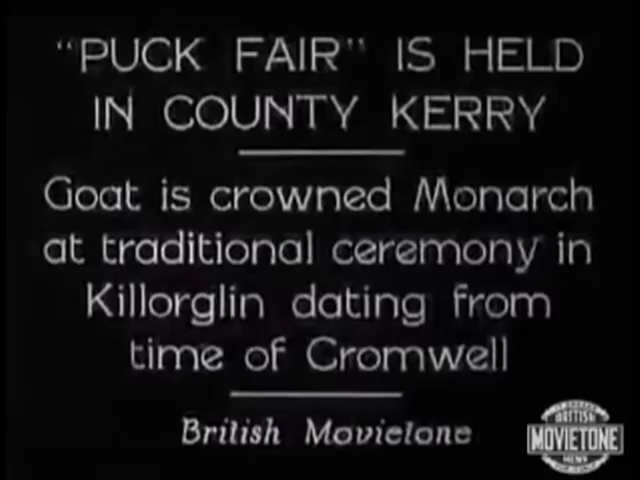 "PUCK FAIR" IS HELD
IN COUNTY KERRY
Goat is crowned Monarch
at traditional ceremony in
Killorglin dating from
time of Cromwell
British Movietone
BRITISH
MOVIETONE
NEWS